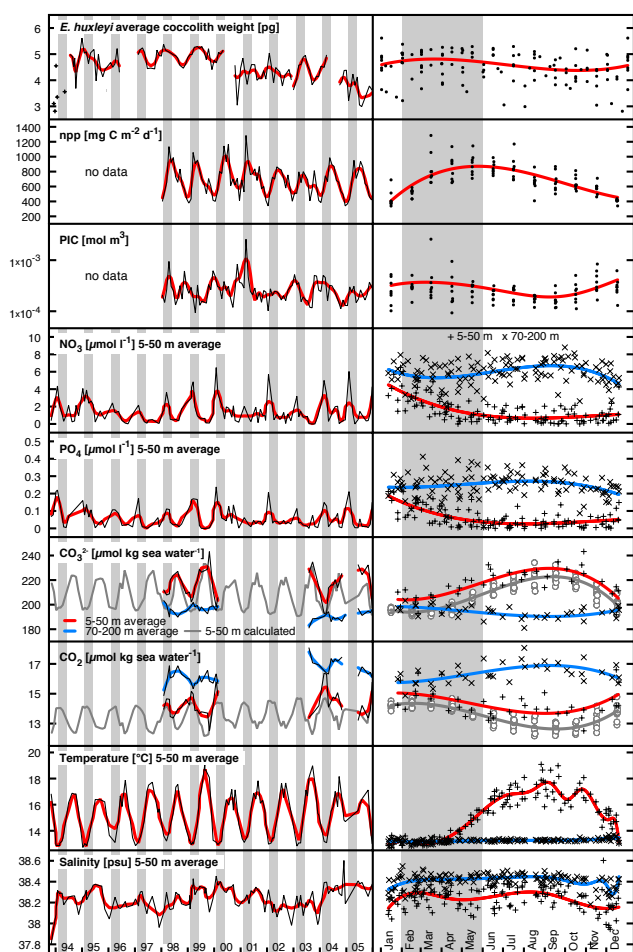 E. huxleyi average coccolith weight [pg]
6
5
4
3
npp [mg C m⁻² d⁻¹]
1400
1200
1000
800
600
400
200
no data
PIC [mol m³]
1×10⁻³
no data
1×10⁻⁴
NO₃ [µmol l⁻¹] 5-50 m average
+ 5-50 m x 70-200 m
10
8
6
4
2
0
PO₄ [µmol l⁻¹] 5-50 m average
0.5
0.4
0.3
0.2
0.1
0
CO₃²⁻ [µmol kg sea water⁻¹]
240
220
200
180
5-50 m average
70-200 m average 5-50 m calculated
CO₂ [µmol kg sea water⁻¹]
17
15
13
Temperature [°C] 5-50 m average
20
18
16
14
Salinity [psu] 5-50 m average
38.6
38.4
38.2
38
37.8
94 95 96 97 98 99 00 01 02 03 04 05
Jan Feb Mar Apr May Jun Jul Aug Sep Oct Nov Dec